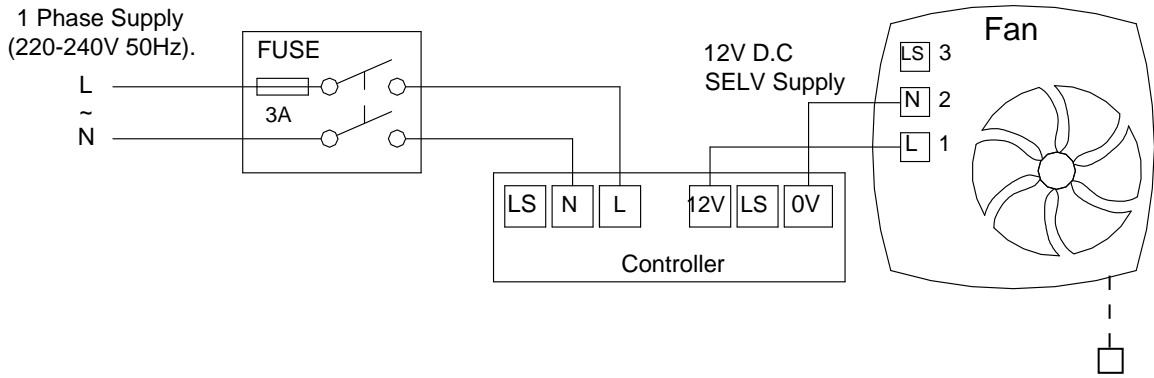 1 Phase Supply
(220-240V 50Hz).
L
~
N
FUSE
3A
12V D.C
SELV Supply
Fan
LS 3
N 2
L 1
LS N L 12V LS 0V
Controller